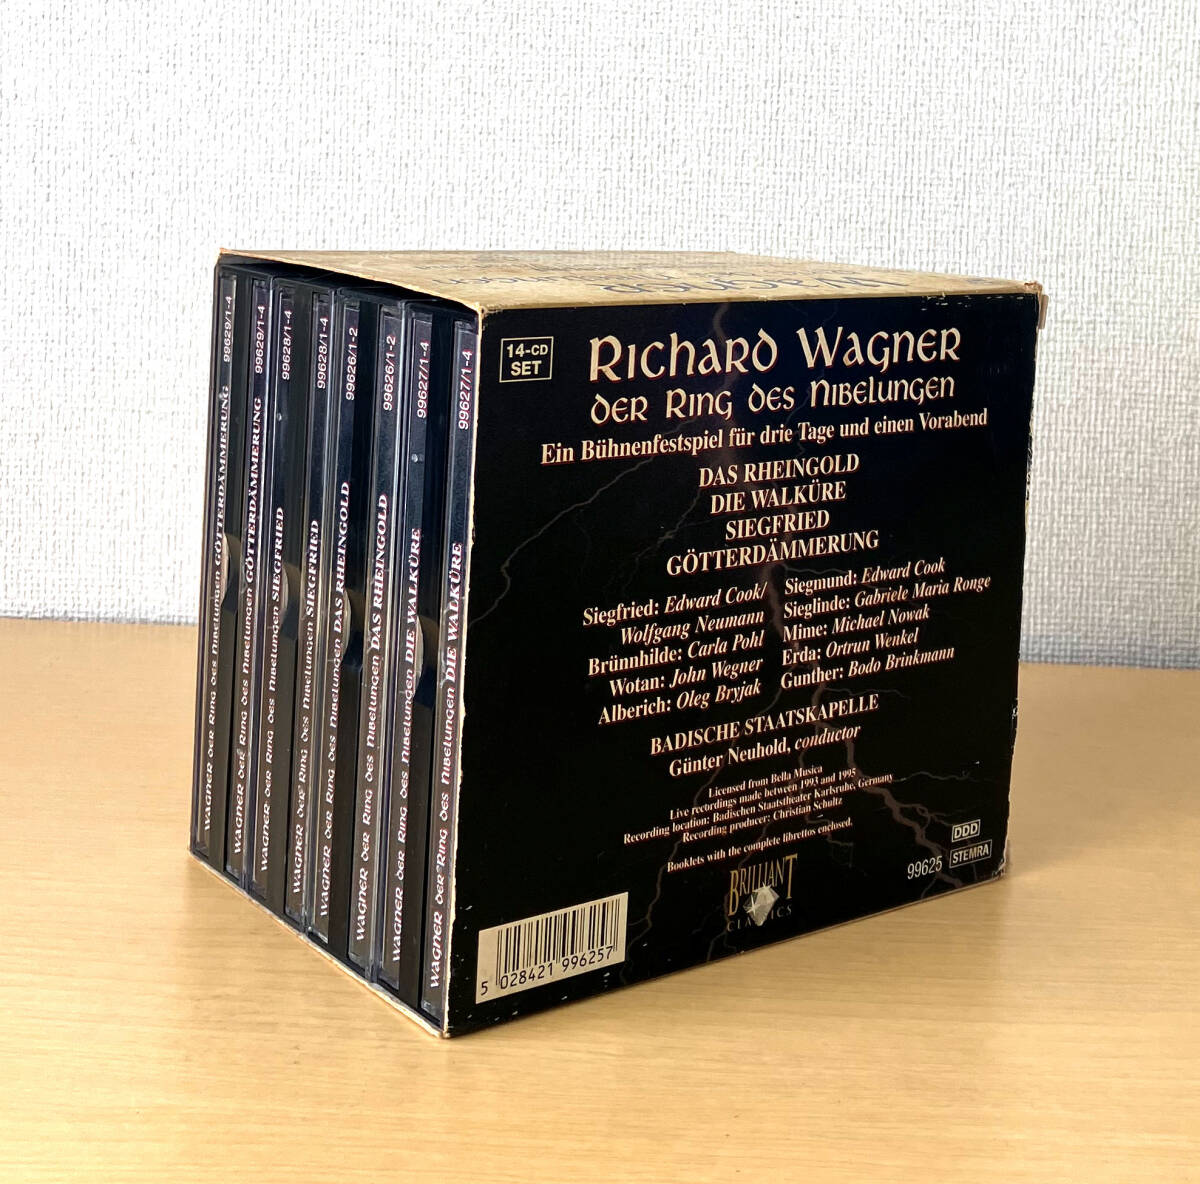 Wagner
14-CD
SET
Richard Wagner
der Ring des Nibelungen
Ein Bühnenfestspiel für drie Tage und einen Vorabend
DAS RHEINGOLD
DIE WALKÜRE
SIEGFRIED
GÖTTERDÄMMERUNG
Siegfried: Edward Cook/
Wolfgang Neumann
Brünnhilde: Carla Pohl
Wotan: John Wegner
Alberich: Oleg Bryjak
Siegmund: Edward Cook
Sieglinde: Gabriele Maria Ronge
Mime: Michael Nowak
Erda: Ortrun Wenkel
Gunther: Bodo Brinkmann
BADISCHE STAATSKAPELLE
Günter Neuhold, conductor
Licensed from Bella Musica
Live recordings made between 1993 and 1995
Recording location: Badischen Staatstheater Karlsruhe, Germany
Recording producer: Christian Schultz
Booklets with the complete librettos enclosed.
BRILLIANT
CLASSICS
99625
DDD
STEMRA
5 028421 996257
Wagner der Ring des Nibelungen GÖTTERDÄMMERUNG 99629/1-4
Wagner der Ring des Nibelungen GÖTTERDÄMMERUNG 99629/1-4
Wagner der Ring des Nibelungen SIEGFRIED 99628/1-4
Wagner der Ring des Nibelungen SIEGFRIED 99628/1-4
Wagner der Ring des Nibelungen DAS RHEINGOLD 99626/1-2
Wagner der Ring des Nibelungen DAS RHEINGOLD 99626/1-2
Wagner der Ring des Nibelungen DIE WALKÜRE 99627/1-4
Wagner der Ring des Nibelungen DIE WALKÜRE 99627/1-4